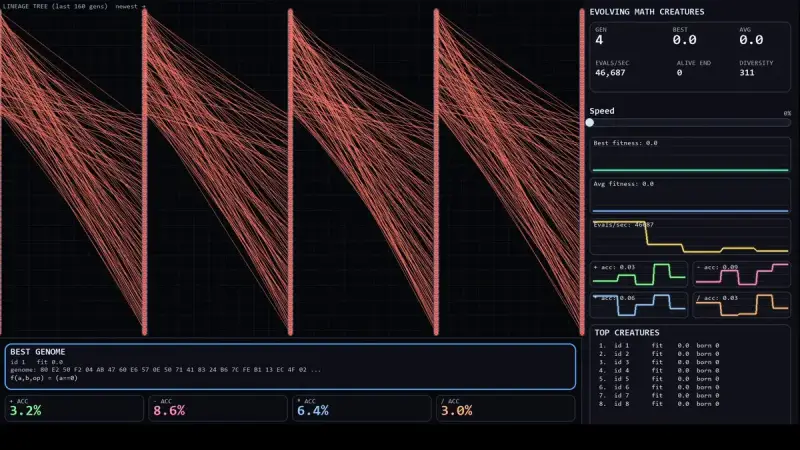 LINEAGE TREE (last 160 gens) newest →
EVOLVING MATH CREATURES
GEN BEST AVG
4 0.0 0.0
EVALS/SEC ALIVE END DIVERSITY
46,687 0 311
Speed 0%
Best fitness: 0.0
Avg fitness: 0.0
Evals/sec: 46687
+ acc: 0.03 - acc: 0.09
* acc: 0.06 / acc: 0.03
TOP CREATURES
1. id 1 fit 0.0 born 0
2. id 2 fit 0.0 born 0
3. id 3 fit 0.0 born 0
4. id 4 fit 0.0 born 0
5. id 5 fit 0.0 born 0
6. id 6 fit 0.0 born 0
7. id 7 fit 0.0 born 0
8. id 8 fit 0.0 born 0
BEST GENOME
id 1 fit 0.0
genome: 80 E2 50 F2 04 AB 47 60 E6 57 0E 50 71 41 83 24 B6 7C FE B1 13 EC 4F 02 ...
f(a,b,op) = (a==0)
+ ACC - ACC * ACC / ACC
3.2% 8.6% 6.4% 3.0%